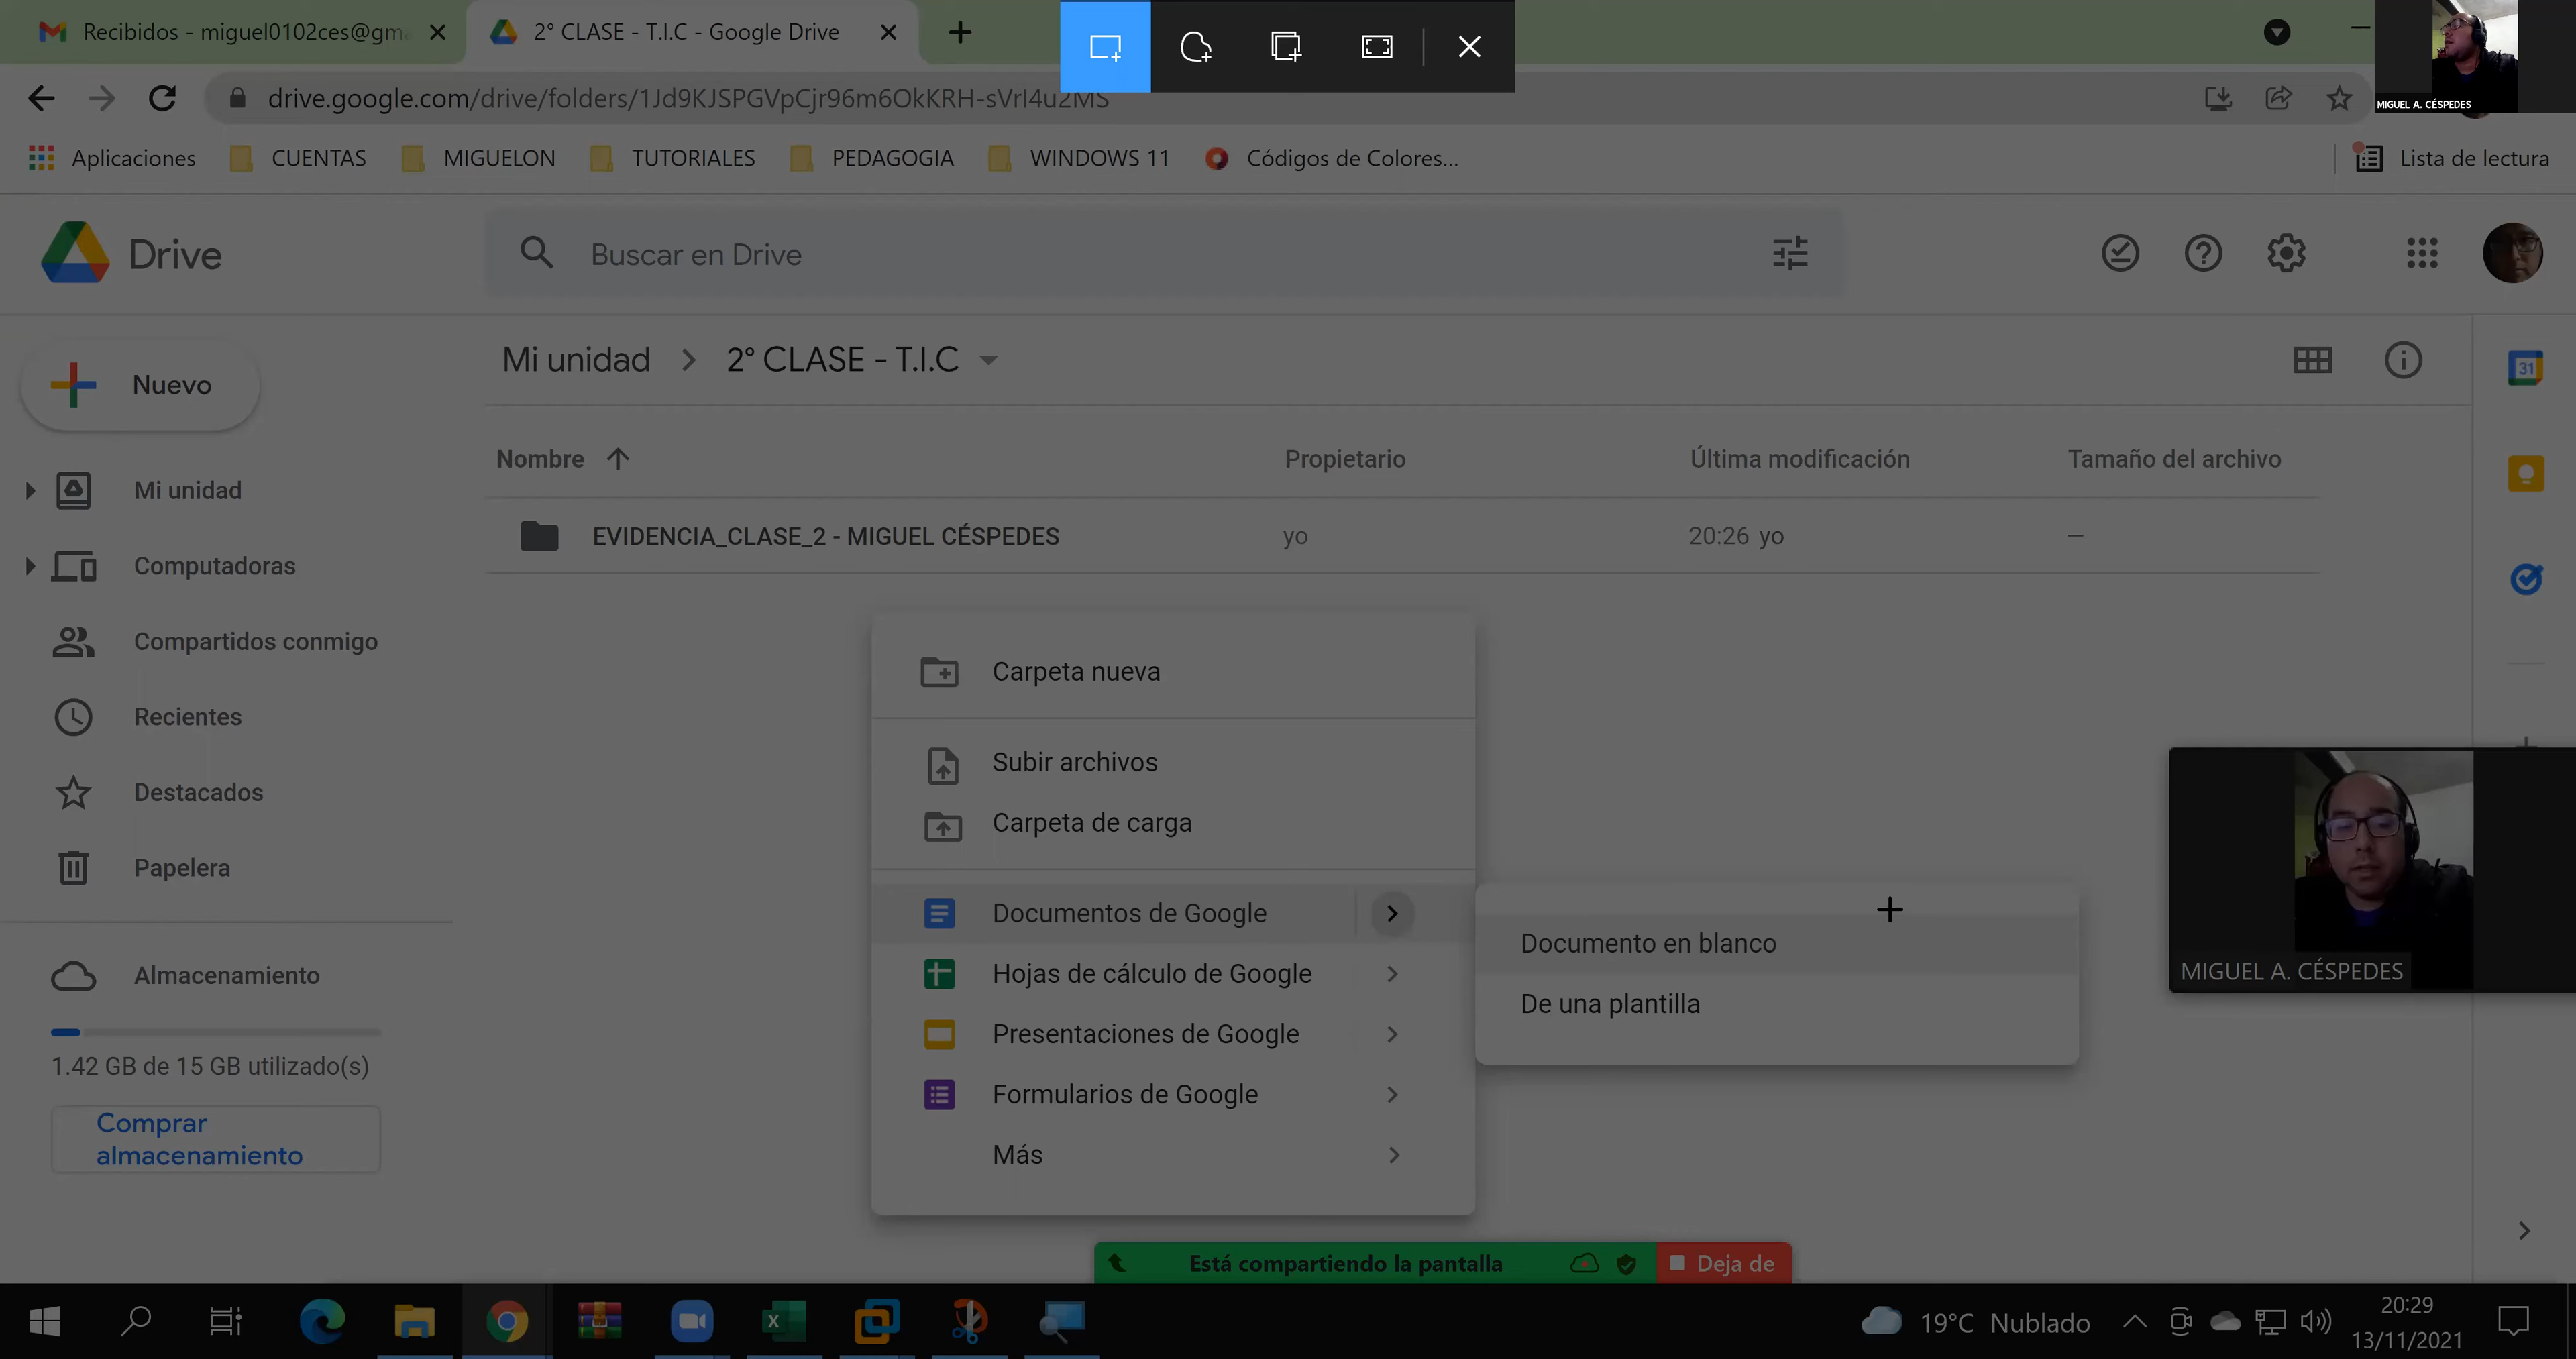 Recibidos - miguel0102ces@gma
2° CLASE - T.I.C - Google Drive
MIGUEL A. CÉSPEDES
drive.google.com/drive/folders/1Jd9KJSPGVpCjr96m6OkKRH-sVrI4u2MS
Aplicaciones CUENTAS MIGUELON TUTORIALES PEDAGOGIA WINDOWS 11 Códigos de Colores... Lista de lectura
Drive
Buscar en Drive
Nuevo
Mi unidad
Computadoras
Compartidos conmigo
Recientes
Destacados
Papelera
Almacenamiento
1.42 GB de 15 GB utilizado(s)
Comprar
almacenamiento
Mi unidad 2° CLASE - T.I.C
Nombre Propietario Última modificación Tamaño del archivo
EVIDENCIA_CLASE_2 - MIGUEL CÉSPEDES yo 20:26 yo —
Carpeta nueva
Subir archivos
Carpeta de carga
Documentos de Google
Hojas de cálculo de Google
Presentaciones de Google
Formularios de Google
Más
Documento en blanco
De una plantilla
31
MIGUEL A. CÉSPEDES
Está compartiendo la pantalla Deja de
19°C Nublado
20:29
13/11/2021